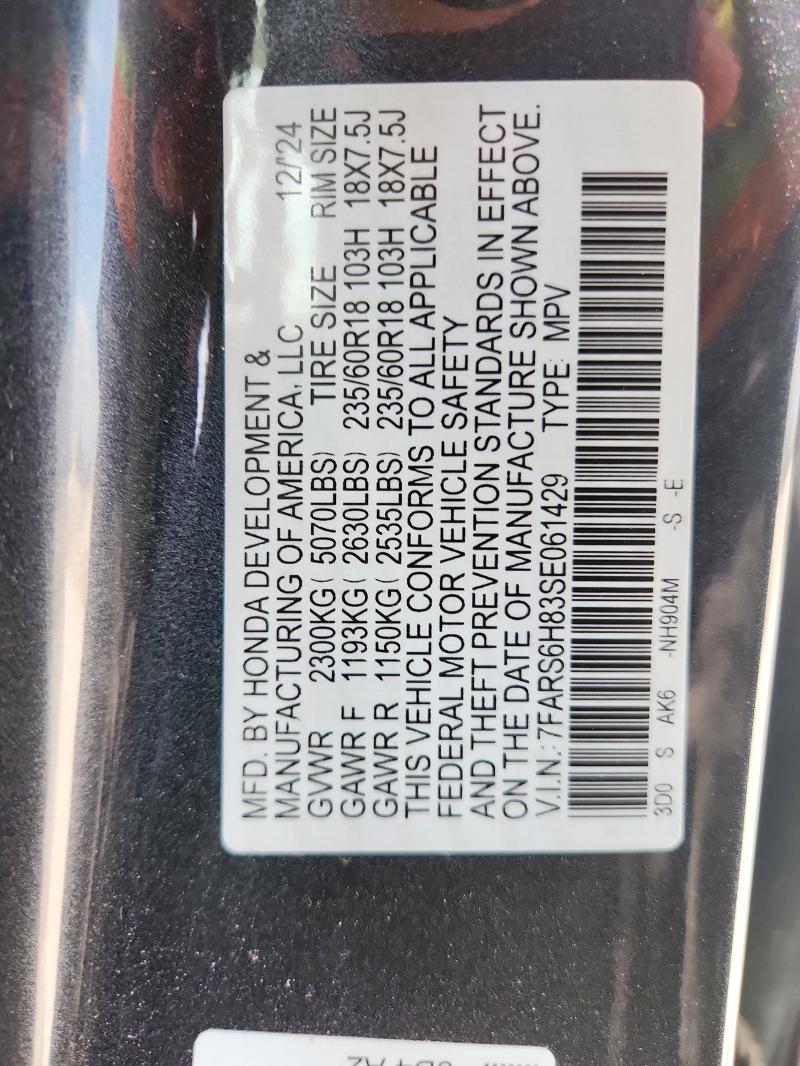 MFD. BY HONDA DEVELOPMENT &
MANUFACTURING OF AMERICA, LLC 12/'24
GVWR 2300KG( 5070LBS) TIRE SIZE RIM SIZE
GAWR F 1193KG( 2630LBS) 235/60R18 103H 18X7.5J
GAWR R 1150KG( 2535LBS) 235/60R18 103H 18X7.5J
THIS VEHICLE CONFORMS TO ALL APPLICABLE
FEDERAL MOTOR VEHICLE SAFETY
AND THEFT PREVENTION STANDARDS IN EFFECT
ON THE DATE OF MANUFACTURE SHOWN ABOVE.
V.I.N.: 7FARS6H83SE061429 TYPE: MPV
3D0 S AK6 -NH904M -S -E